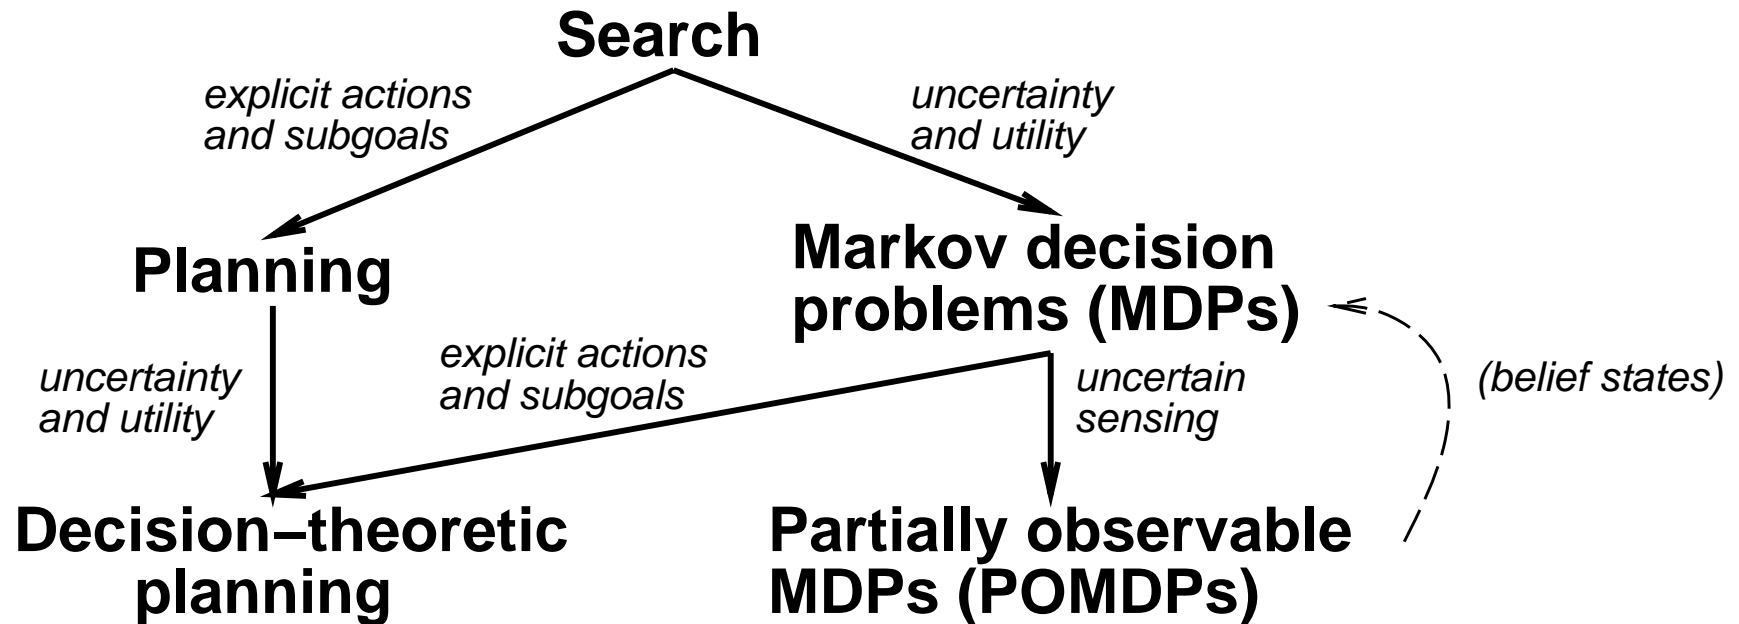 Search
explicit actions
and subgoals
uncertainty
and utility
Planning
Markov decision
problems (MDPs)
uncertainty
and utility
explicit actions
and subgoals
uncertain
sensing
(belief states)
Decision–theoretic
planning
Partially observable
MDPs (POMDPs)